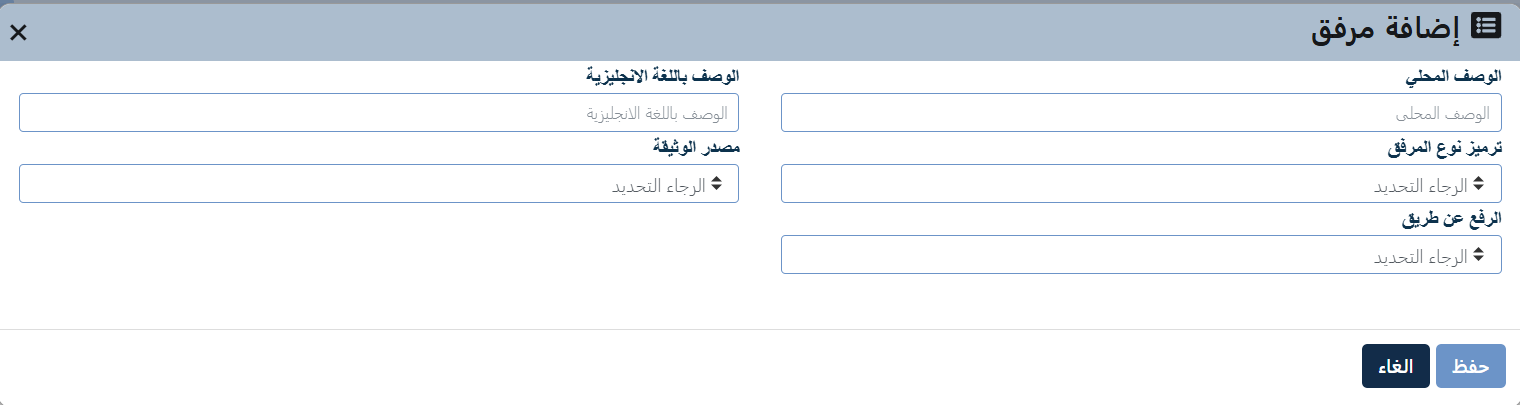 إضافة مرفق
الوصف المحلي
الوصف باللغة الانجليزية
الوصف المحلى
الوصف باللغة الانجليزية
ترميز نوع المرفق
مصدر الوثيقة
الرجاء التحديد
الرجاء التحديد
الرفع عن طريق
الرجاء التحديد
حفظ
الغاء